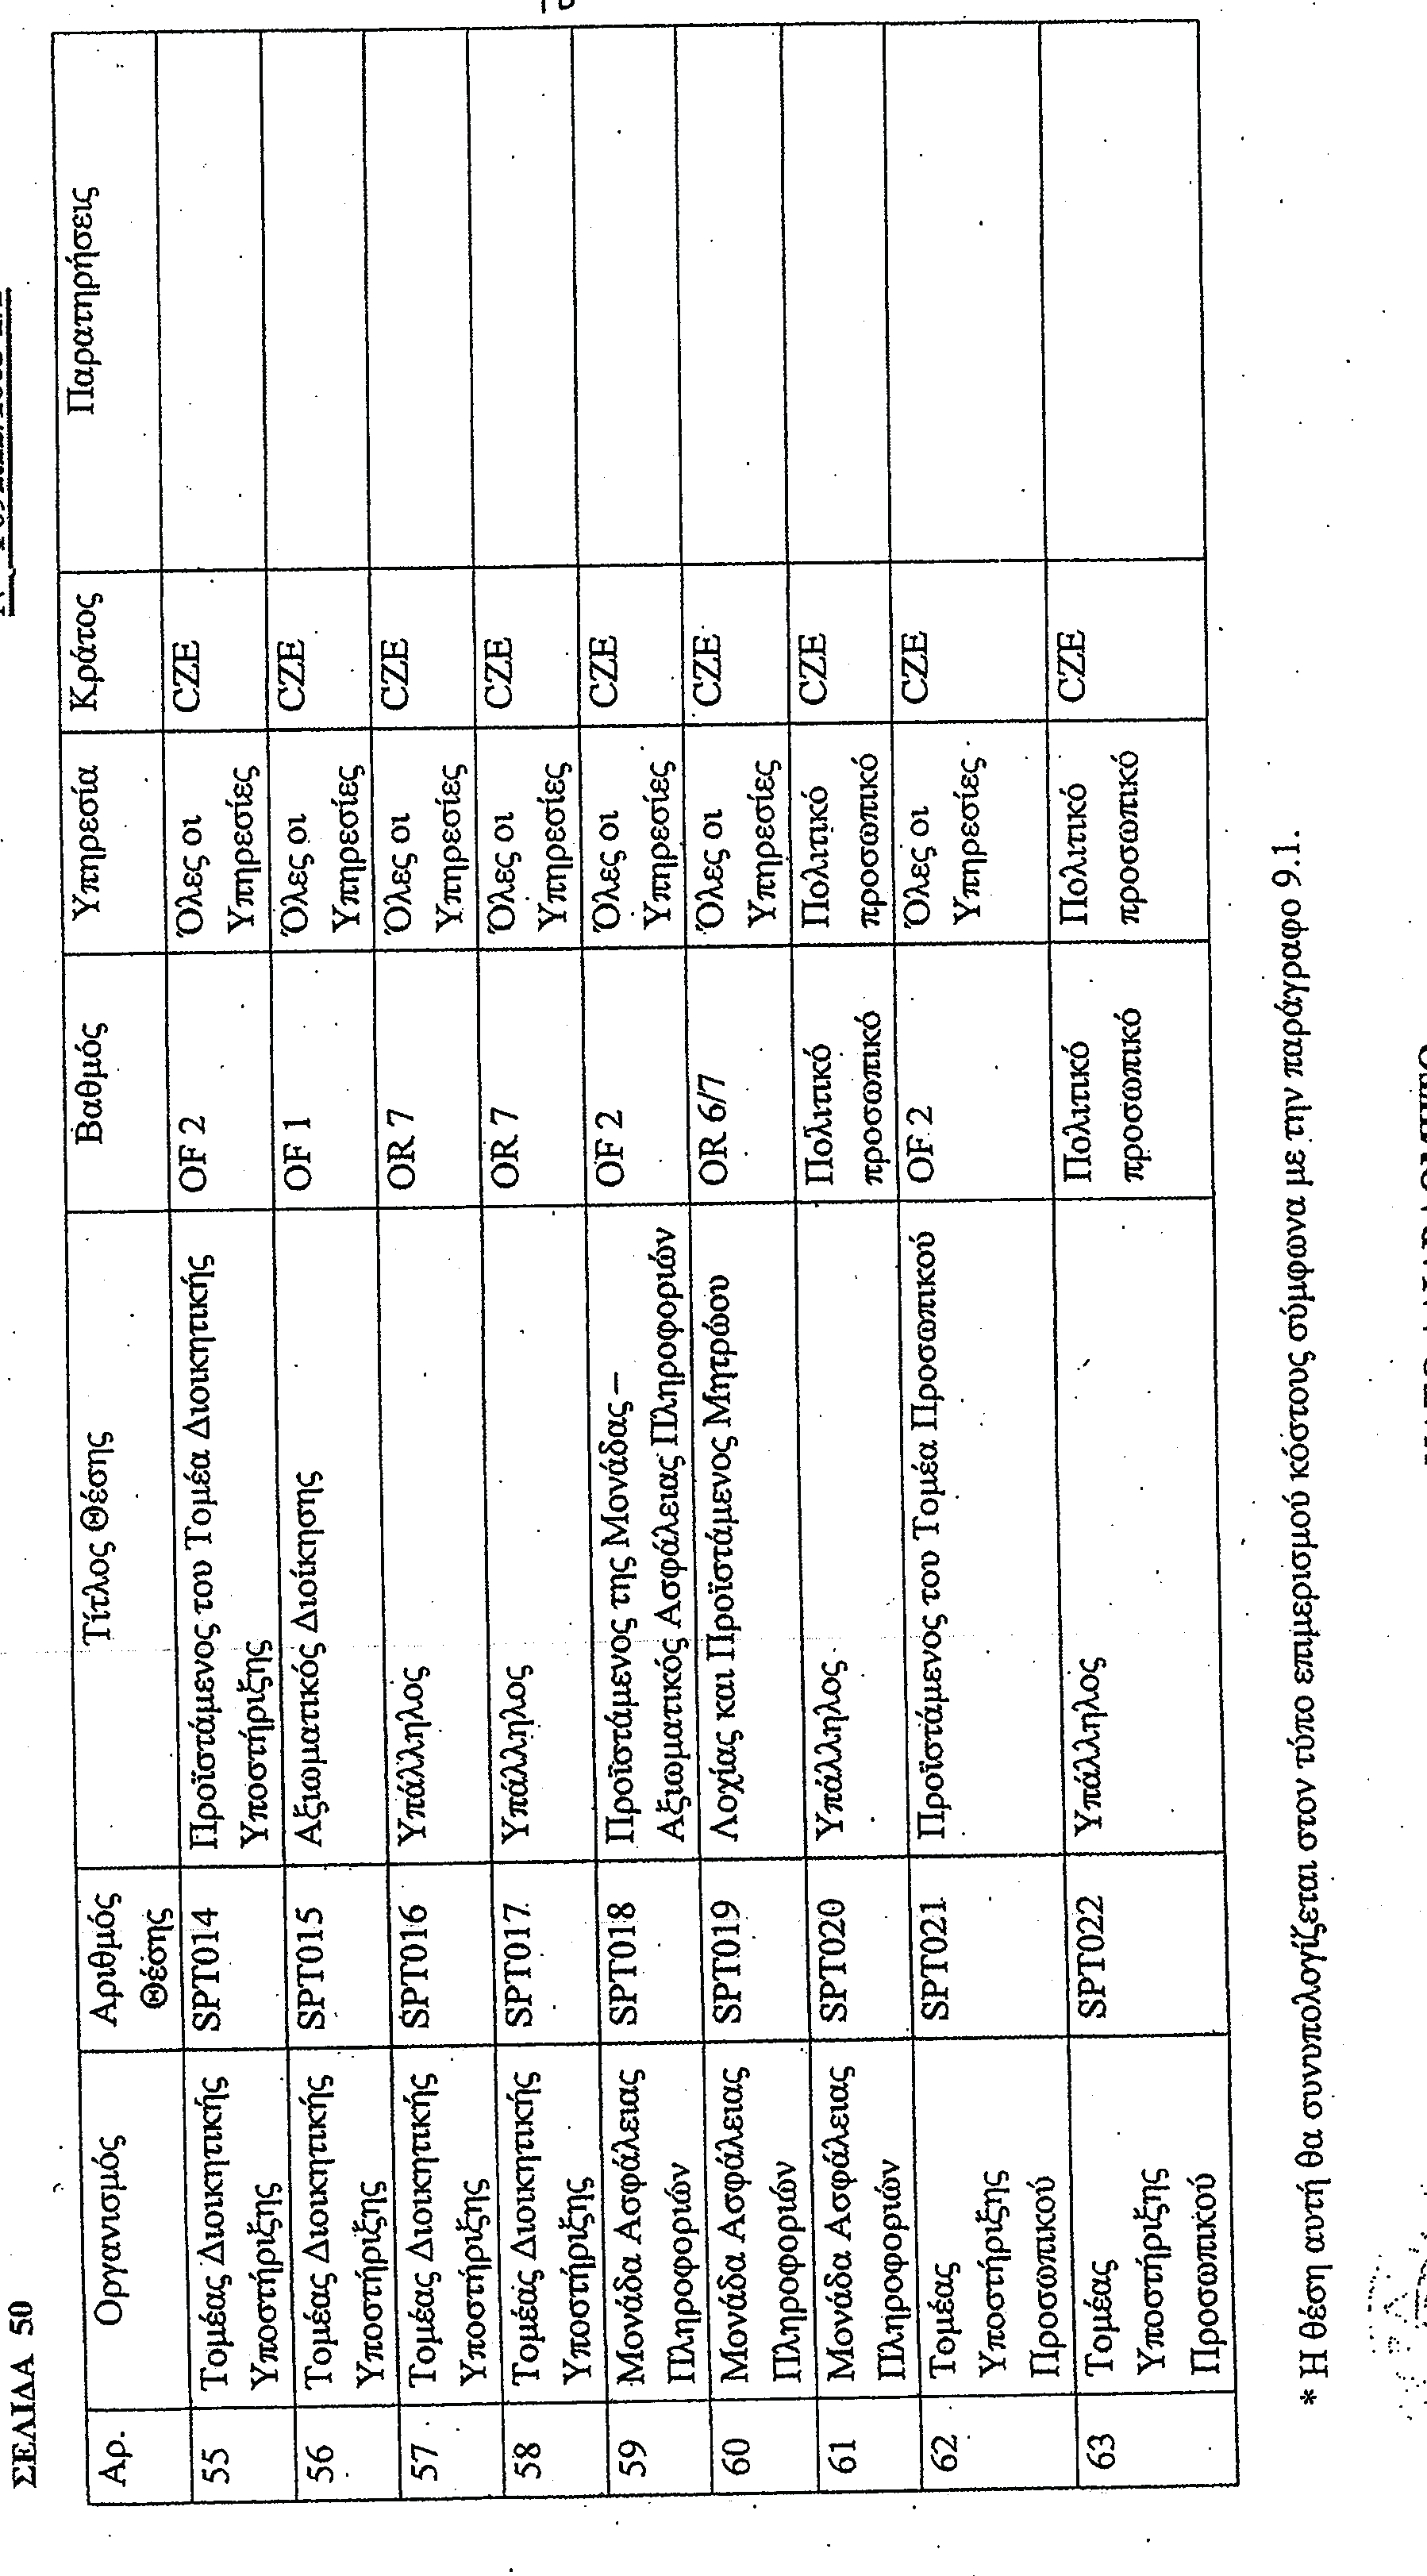 ΣΕΛΙΔΑ 50
Αρ. Οργανισμός Αριθμός Θέσης Τίτλος Θέσης Βαθμός Υπηρεσία Κράτος Παρατηρήσεις
55 Τομέας Διοικητικής Υποστήριξης SPT014 Προϊστάμενος του Τομέα Διοικητικής Υποστήριξης OF 2 Όλες οι Υπηρεσίες CZE
56 Τομέας Διοικητικής Υποστήριξης SPT015 Αξιωματικός Διοίκησης OF 1 Όλες οι Υπηρεσίες CZE
57 Τομέας Διοικητικής Υποστήριξης SPT016 Υπάλληλος OR 7 Όλες οι Υπηρεσίες CZE
58 Τομέας Διοικητικής Υποστήριξης SPT017 Υπάλληλος OR 7 Όλες οι Υπηρεσίες CZE
59 Μονάδα Ασφάλειας Πληροφοριών SPT018 Προϊστάμενος της Μονάδας – Αξιωματικός Ασφάλειας Πληροφοριών OF 2 Όλες οι Υπηρεσίες CZE
60 Μονάδα Ασφάλειας Πληροφοριών SPT019 Λοχίας και Προϊστάμενος Μητρώου OR 6/7 Όλες οι Υπηρεσίες CZE
61 Μονάδα Ασφάλειας Πληροφοριών SPT020 Υπάλληλος Πολιτικό προσωπικό Πολιτικό προσωπικό CZE
62 Τομέας Υποστήριξης Προσωπικού SPT021 Προϊστάμενος του Τομέα Προσωπικού OF 2 Όλες οι Υπηρεσίες CZE
63 Τομέας Υποστήριξης Προσωπικού SPT022 Υπάλληλος Πολιτικό προσωπικό Πολιτικό προσωπικό CZE
* Η θέση αυτή θα συνυπολογίζεται στον τύπο επιμερισμού κόστους σύμφωνα με την παράγραφο 9.1.